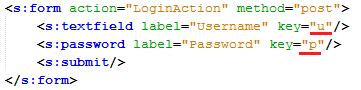 <s:form action="LoginAction" method="post">
<s:textfield label="Username" key="u"/>
<s:password label="Password" key="p"/>
<s:submit/>
</s:form>